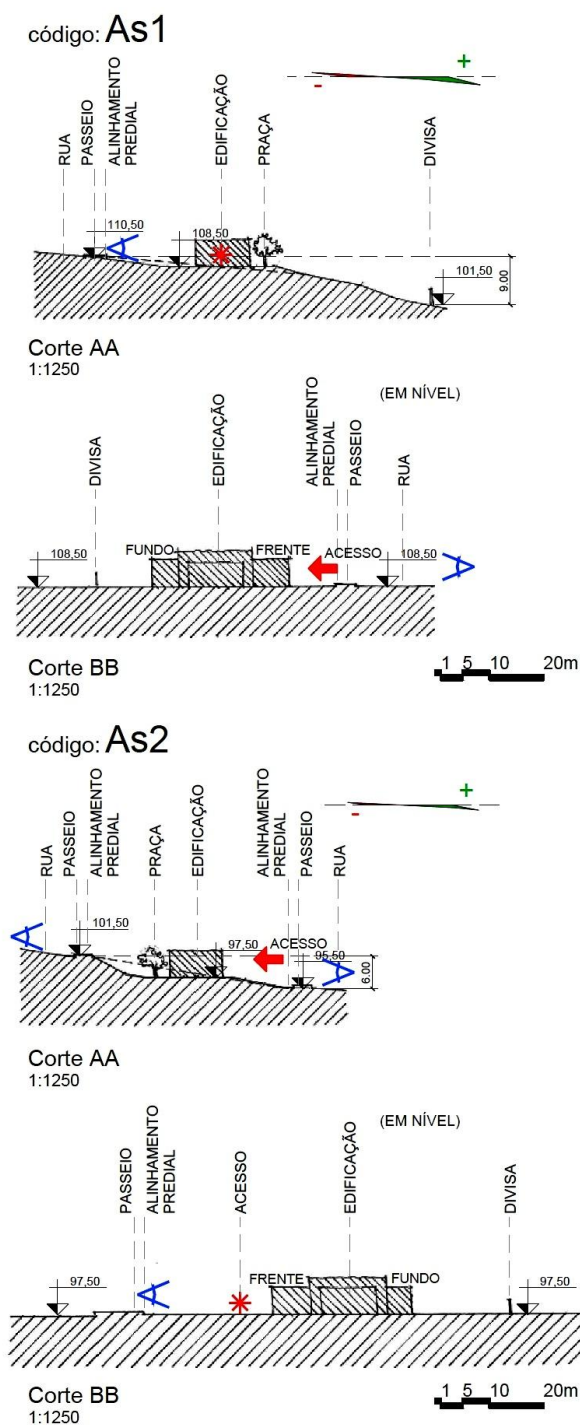 código: As1
+
-
RUA
PASSEIO
ALINHAMENTO
PREDIAL
EDIFICAÇÃO
PRAÇA
DIVISA
110,50
108,50
101,50
9.00
Corte AA
1:1250
(EM NÍVEL)
DIVISA
EDIFICAÇÃO
ALINHAMENTO
PREDIAL
PASSEIO
RUA
108,50
FUNDO
FRENTE
ACESSO
108,50
Corte BB
1:1250
1 5 10 20m
código: As2
+
-
RUA
PASSEIO
ALINHAMENTO
PREDIAL
PRAÇA
EDIFICAÇÃO
ALINHAMENTO
PREDIAL
PASSEIO
RUA
101,50
97,50
ACESSO
95,50
6.00
Corte AA
1:1250
(EM NÍVEL)
PASSEIO
ALINHAMENTO
PREDIAL
ACESSO
EDIFICAÇÃO
DIVISA
97,50
FRENTE
FUNDO
97,50
Corte BB
1:1250
1 5 10 20m